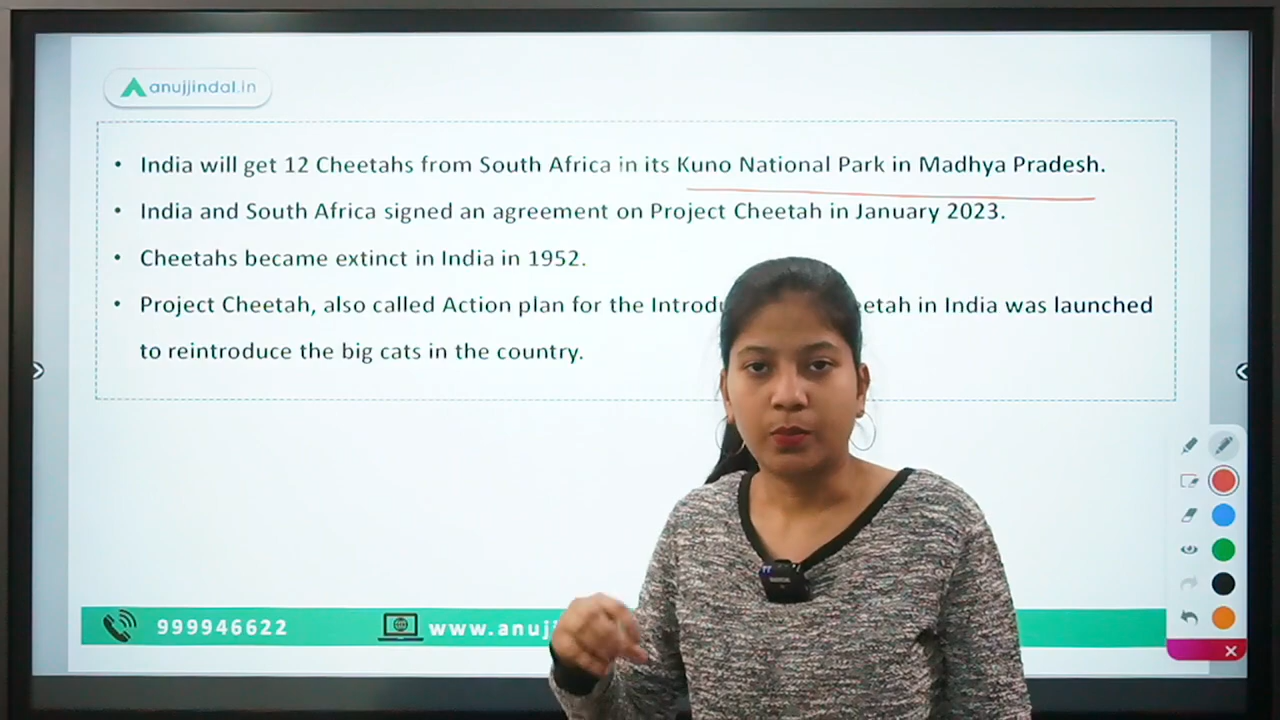 anujjindal.in
• India will get 12 Cheetahs from South Africa in its Kuno National Park in Madhya Pradesh.
• India and South Africa signed an agreement on Project Cheetah in January 2023.
• Cheetahs became extinct in India in 1952.
• Project Cheetah, also called Action plan for the Introdu etah in India was launched
to reintroduce the big cats in the country.
999946622
www.anuj